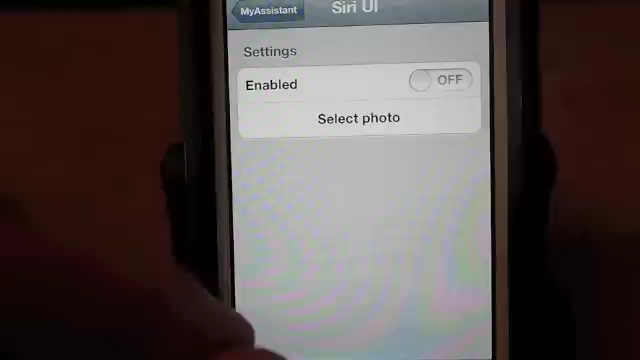 MyAssistant
Siri UI
Settings
Enabled
OFF
Select photo